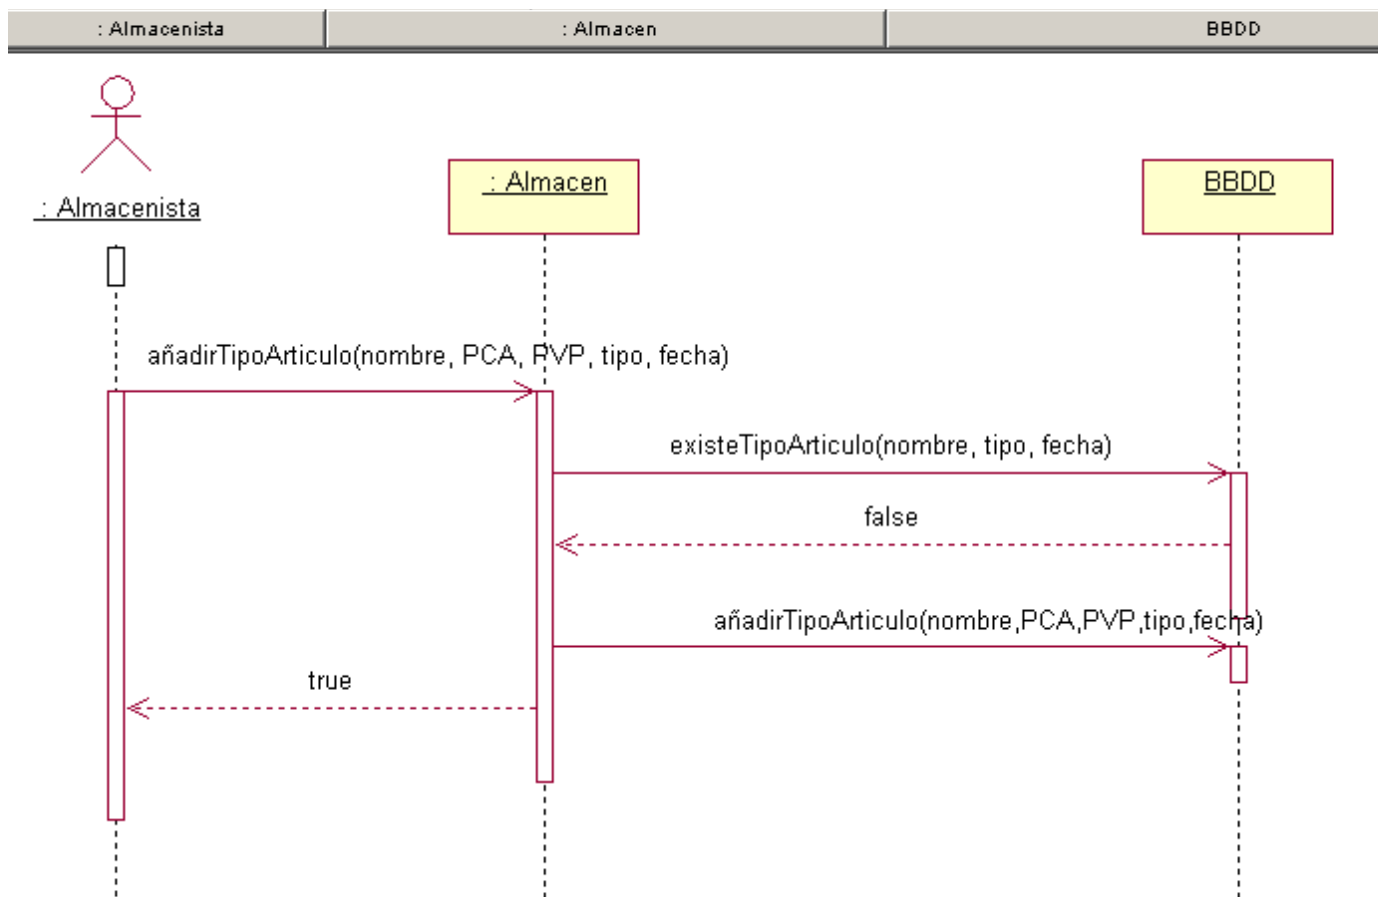 : Almacenista
: Almacen
BBDD
: Almacenista
: Almacen
BBDD
añadirTipoArticulo(nombre, PCA, PVP, tipo, fecha)
existeTipoArticulo(nombre, tipo, fecha)
false
añadirTipoArticulo(nombre,PCA,PVP,tipo,fecha)
true